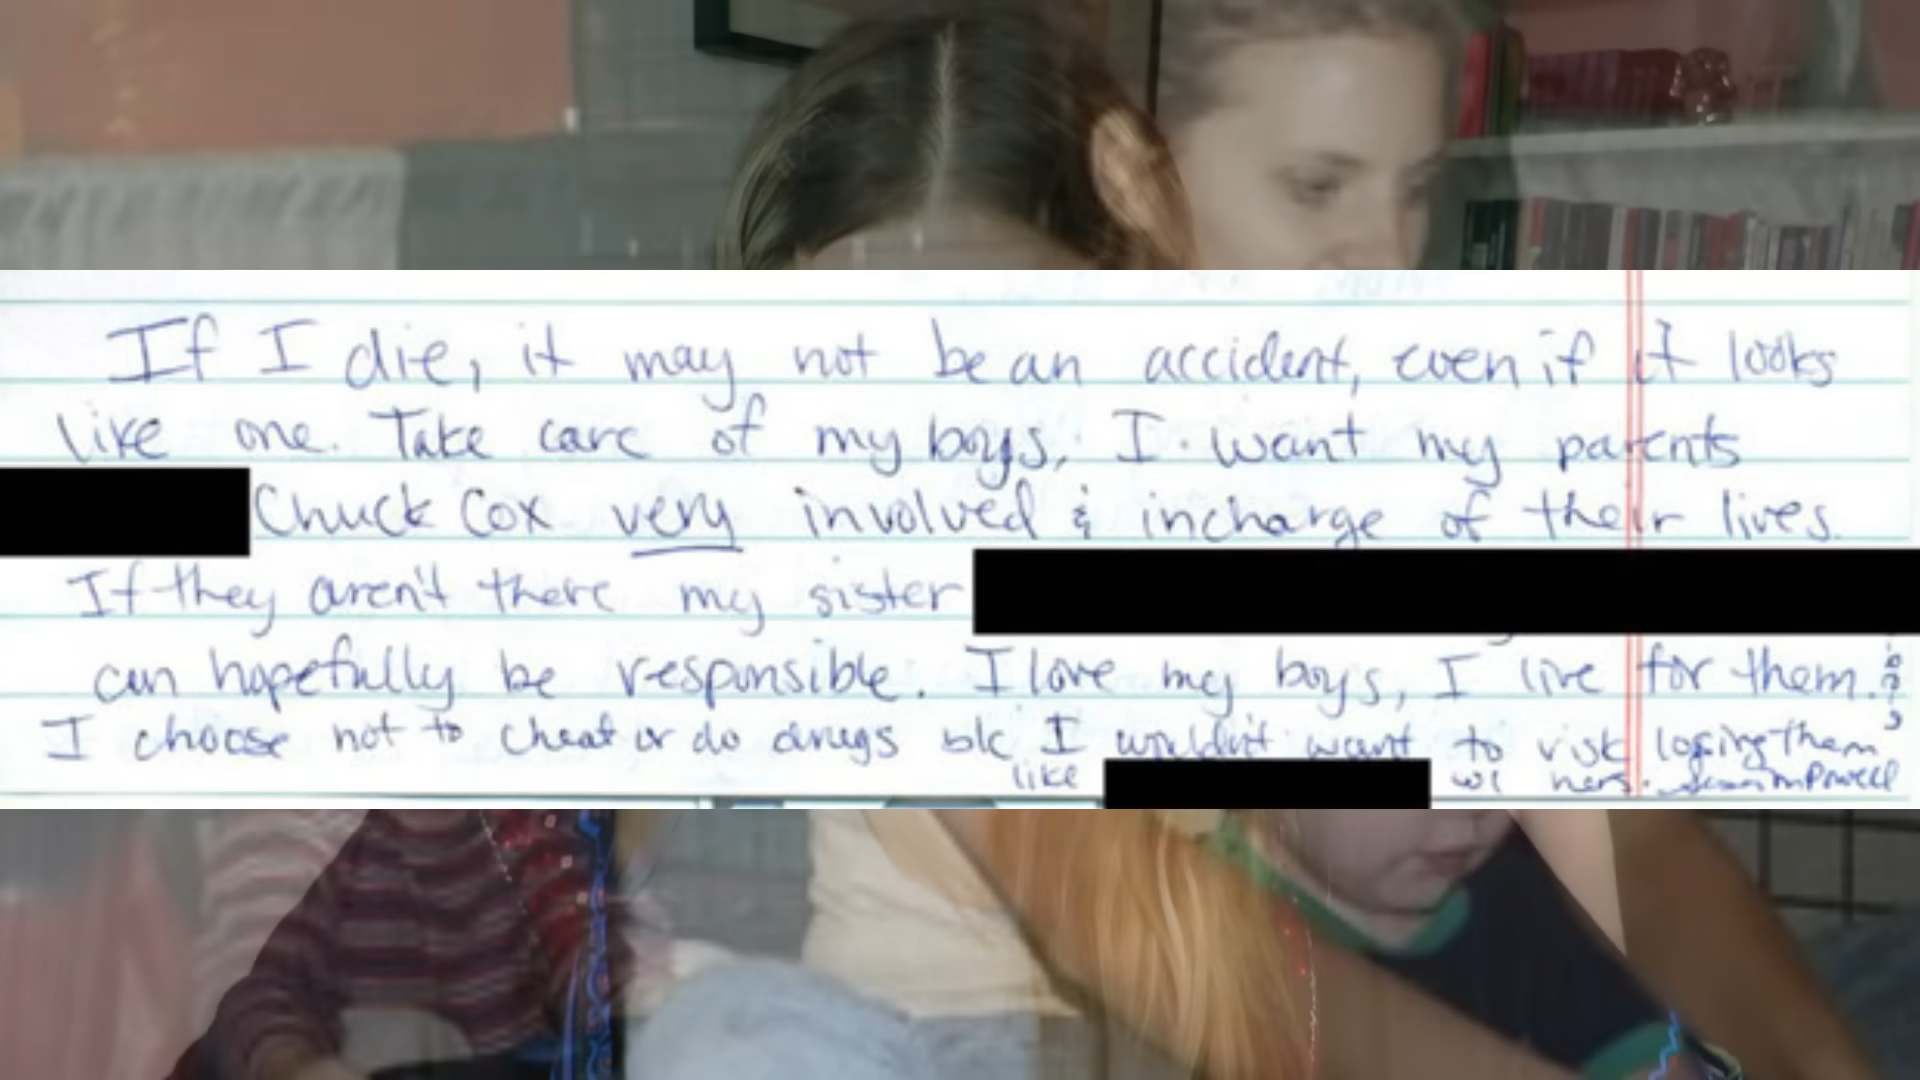 If I die, it may not be an accident, even if it looks
like one. Take care of my boys, I want my parents
Chuck Cox very involved & incharge of their lives.
If they aren't there my sister
can hopefully be responsible. I love my boys, I live for them.
I choose not to cheat or do drugs b/c I wouldn't want to risk losing them
like w/ hers.